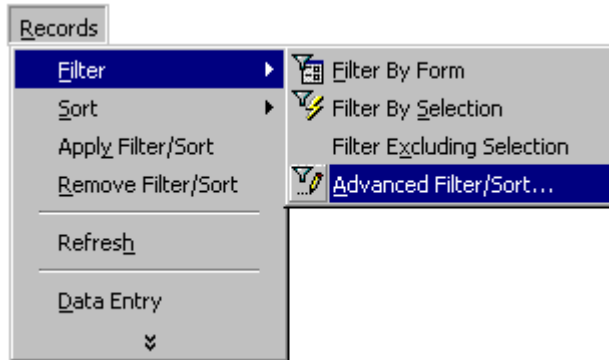 Records
Filter
Sort
Apply Filter/Sort
Remove Filter/Sort
Refresh
Data Entry
Filter By Form
Filter By Selection
Filter Excluding Selection
Advanced Filter/Sort...